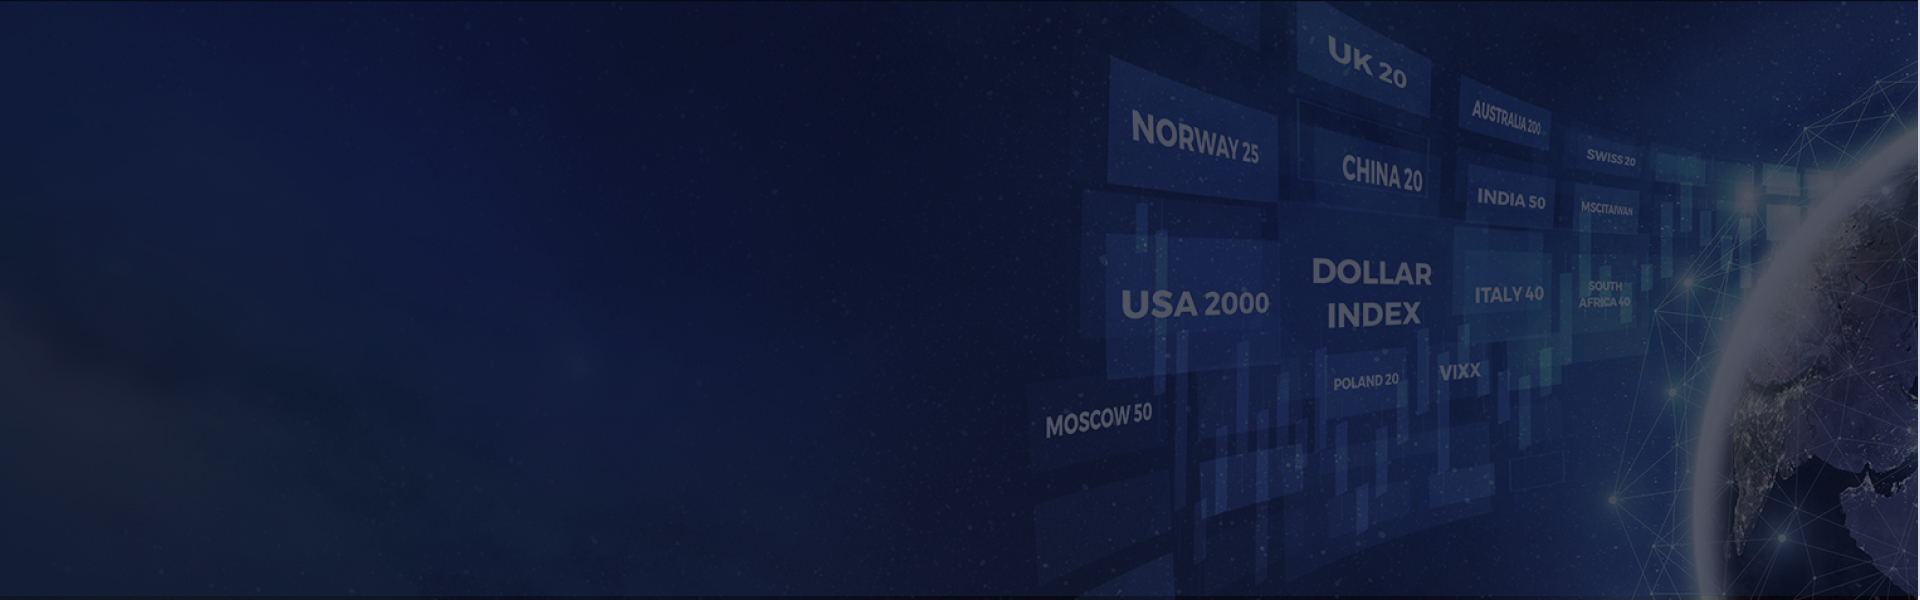 UK 20
NORWAY 25
AUSTRALIA 200
CHINA 20
SWISS 20
INDIA 50
MSCITAIWAN
USA 2000
DOLLAR
INDEX
ITALY 40
SOUTH
AFRICA 40
POLAND 20
VIXX
MOSCOW 50